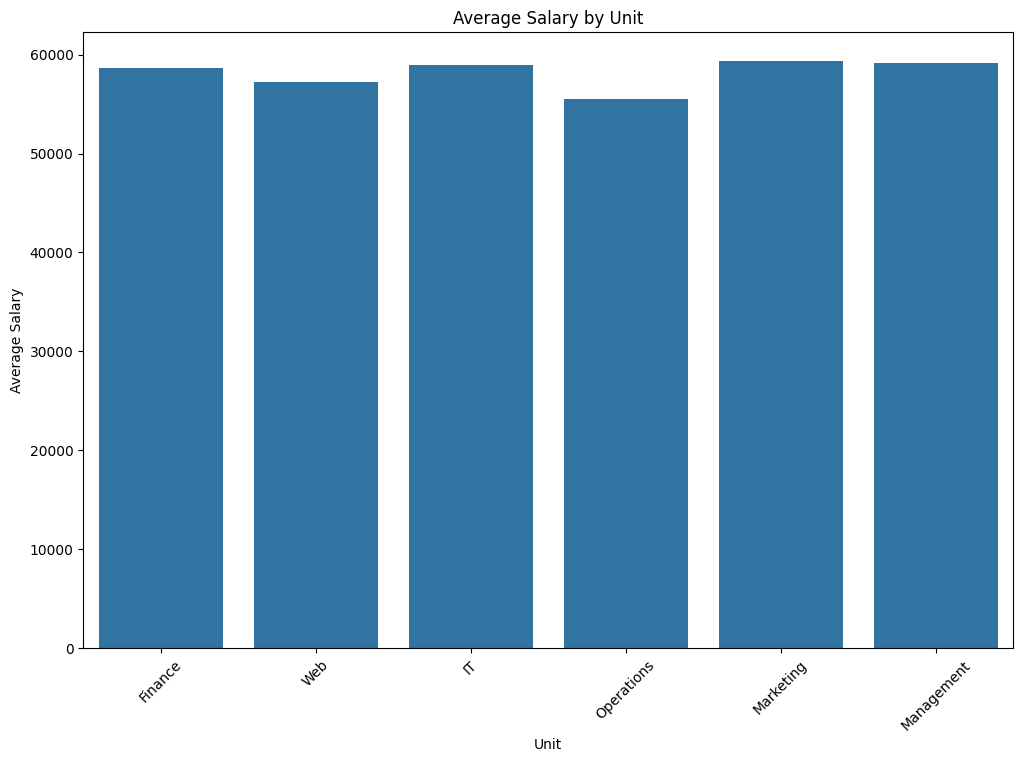 Average Salary by Unit
60000
50000
40000
30000
20000
10000
0
Average Salary
Finance
Web
IT
Operations
Marketing
Management
Unit